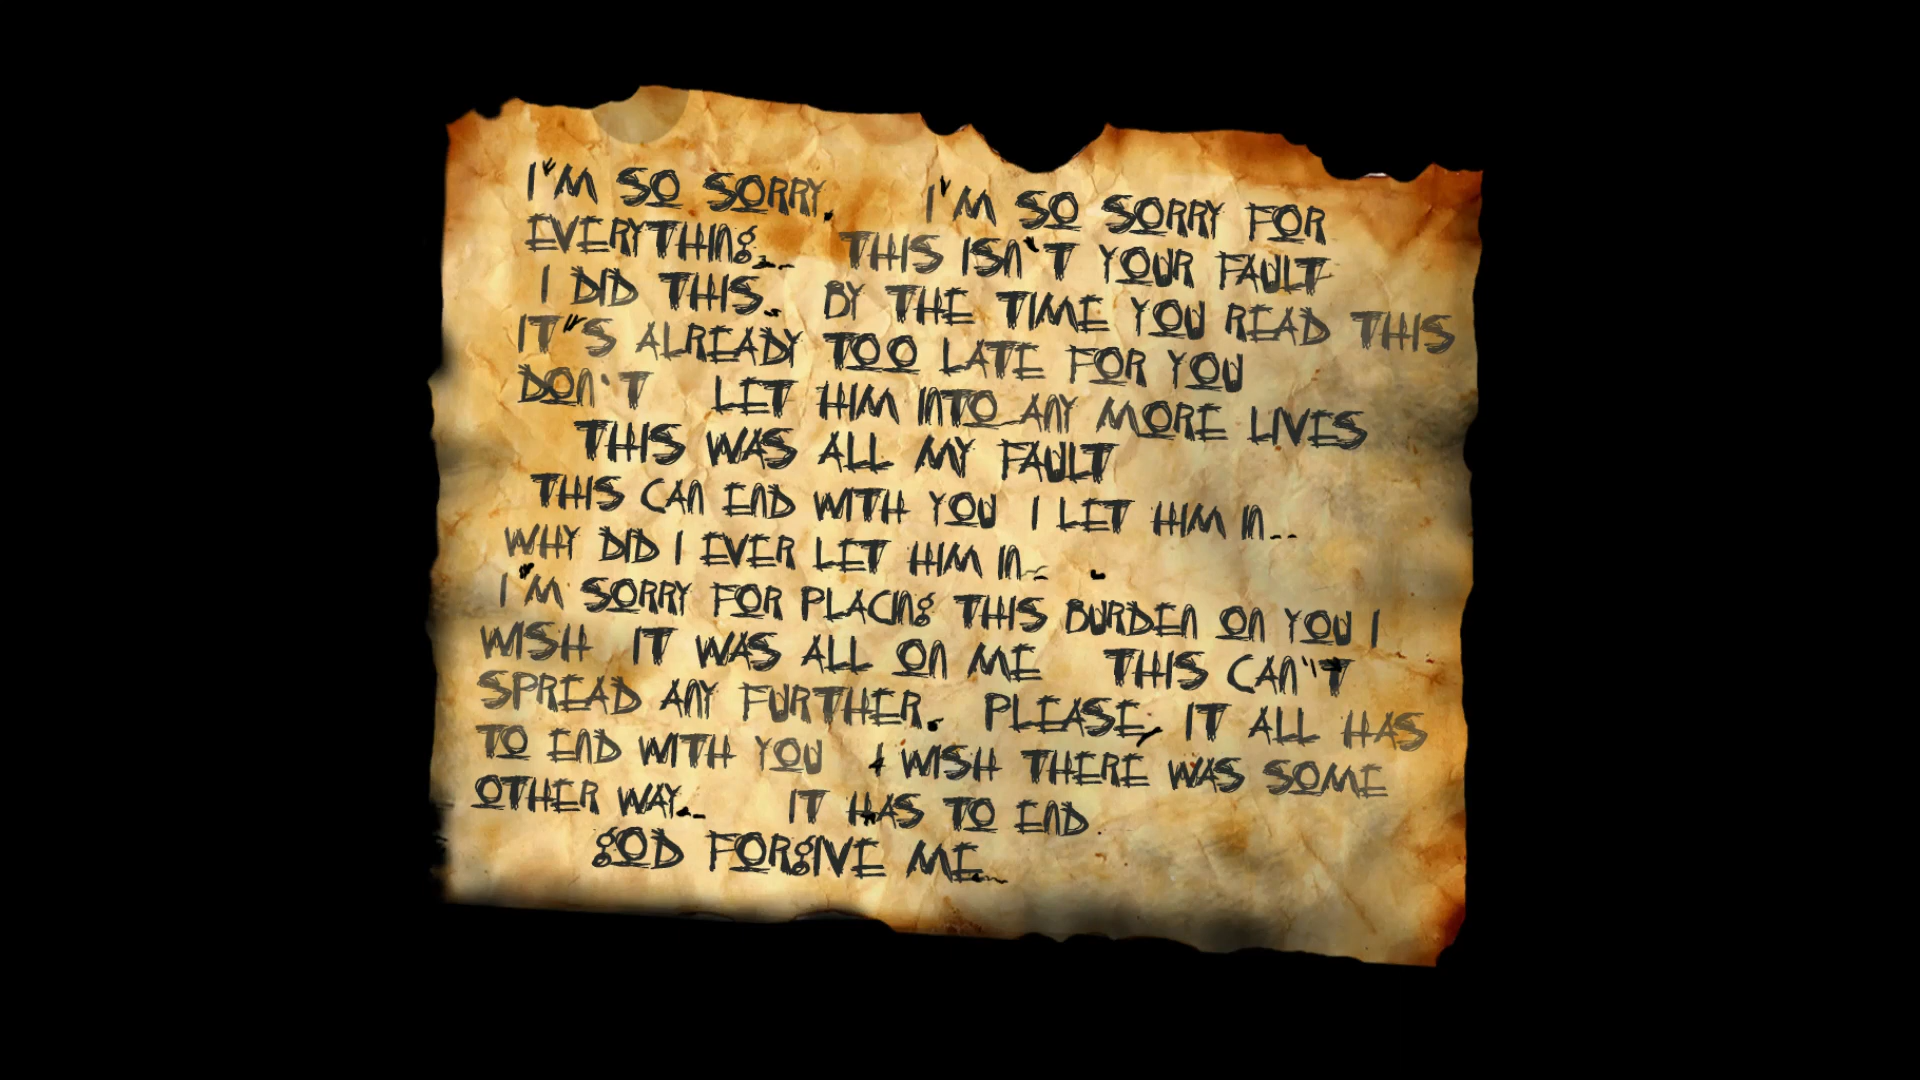 I'M SO SORRY. I'M SO SORRY FOR
EVERYTHING... THIS ISN'T YOUR FAULT
I DID THIS.. BY THE TIME YOU READ THIS
IT"S ALREADY TOO LATE FOR YOU
DON'T LET HIM INTO ANY MORE LIVES
THIS WAS ALL MY FAULT
THIS CAN END WITH YOU I LET HIM IN...
WHY DID I EVER LET HIM IN...
I'M SORRY FOR PLACING THIS BURDEN ON YOU I
WISH IT WAS ALL ON ME THIS CAN'T
SPREAD ANY FURTHER. PLEASE, IT ALL HAS
TO END WITH YOU I WISH THERE WAS SOME
OTHER WAY... IT HAS TO END.
GOD FORGIVE ME...